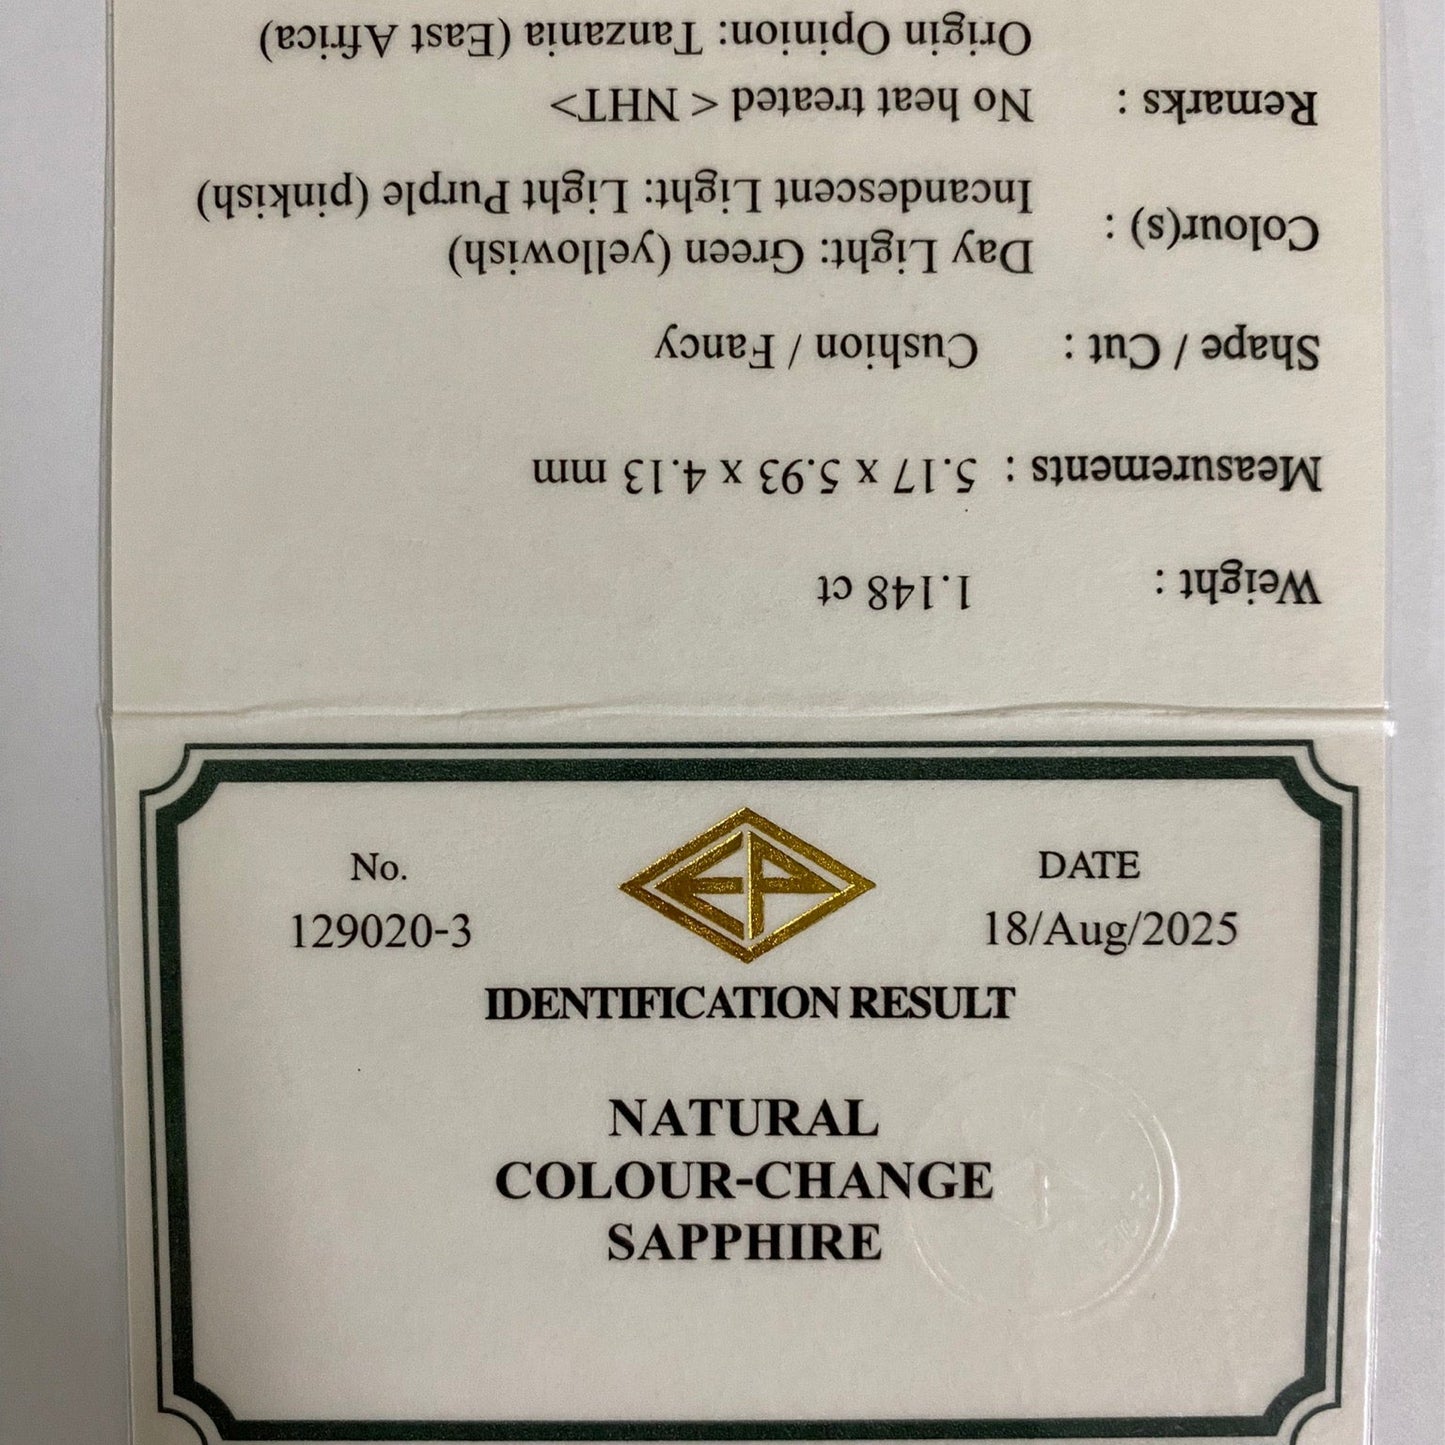 No.
129020-3
EP
DATE
18/Aug/2025
IDENTIFICATION RESULT
NATURAL
COLOUR-CHANGE
SAPPHIRE
Weight : 1.148 ct
Measurements : 5.17 x 5.93 x 4.13 mm
Shape / Cut : Cushion / Fancy
Colour(s) : Day Light: Green (yellowish)
Incandescent Light: Light Purple (pinkish)
Remarks : No heat treated < NHT>
Origin Opinion: Tanzania (East Africa)